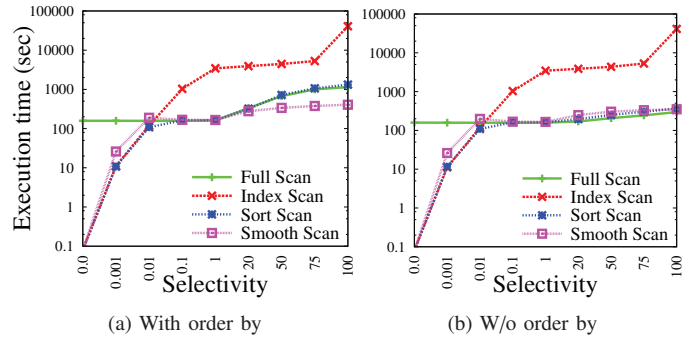 Execution time (sec)
100000
10000
1000
100
10
1
0.1
Full Scan
Index Scan
Sort Scan
Smooth Scan
0.0
0.001
0.01
0.1
1
20
50
75
100
Selectivity
(a) With order by
100000
10000
1000
100
10
1
0.1
Full Scan
Index Scan
Sort Scan
Smooth Scan
0.0
0.001
0.01
0.1
1
20
50
75
100
Selectivity
(b) W/o order by